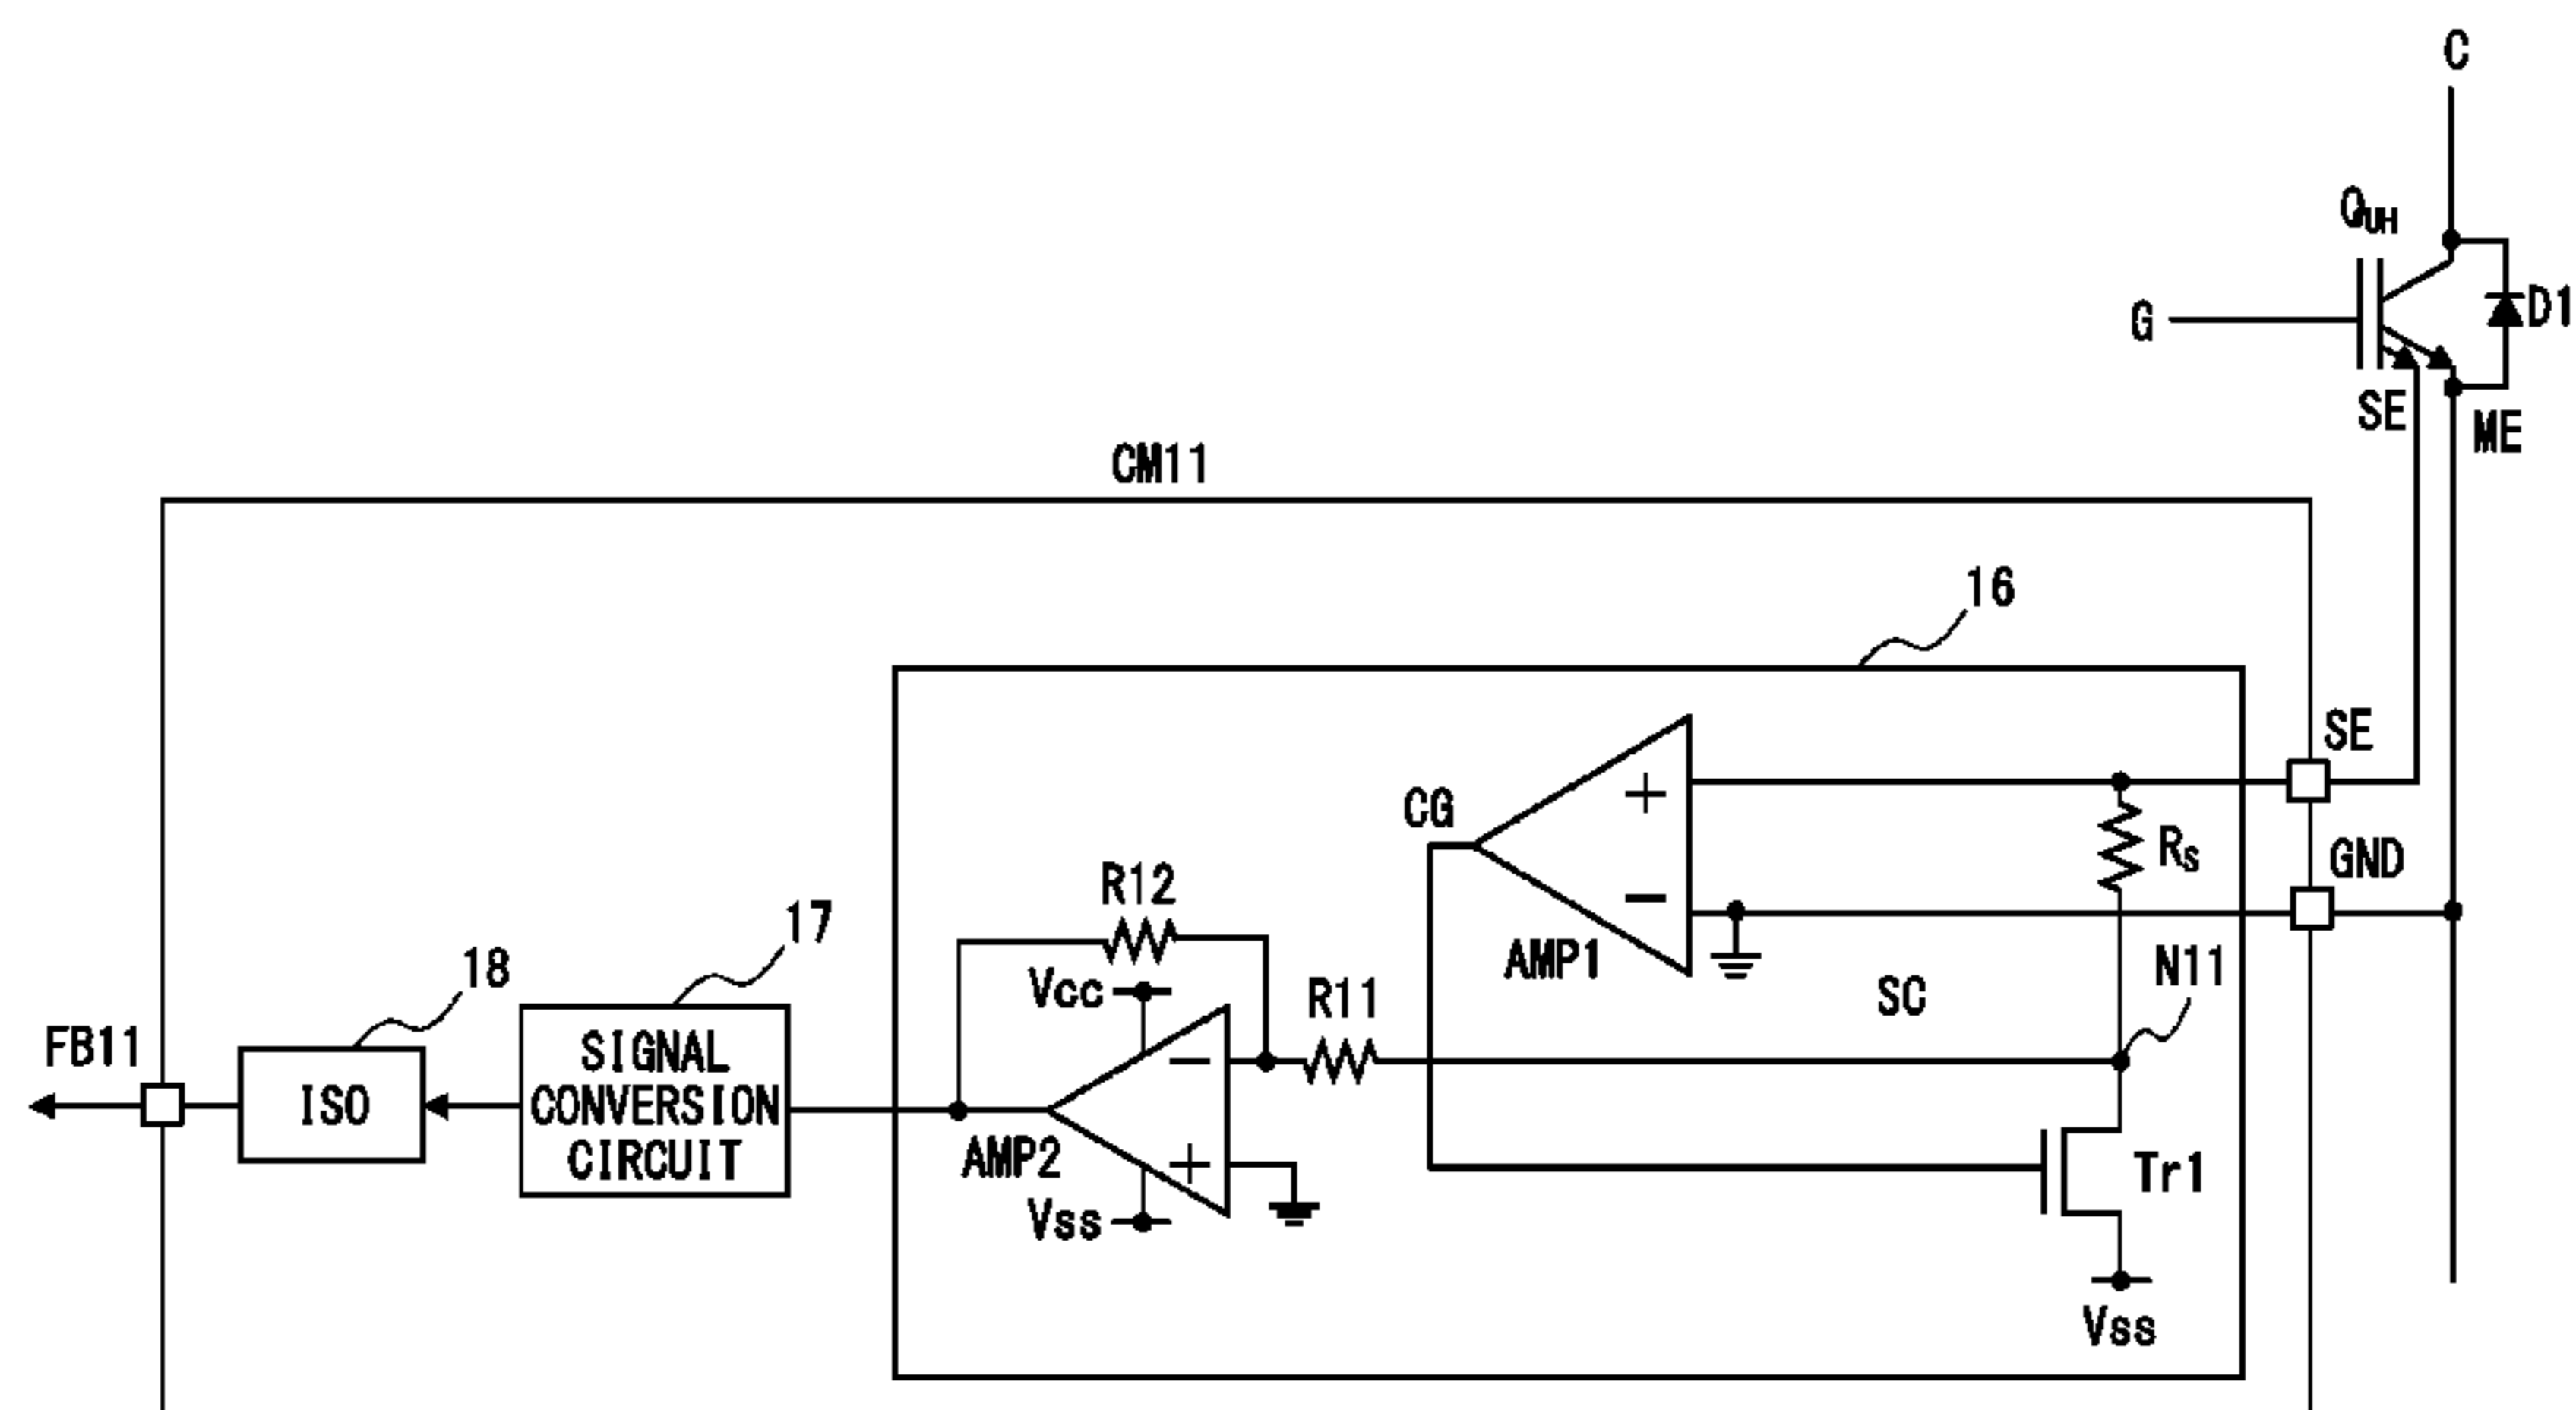 C
QUH
G
D1
SE
ME
CM11
16
SE
CG
+
Rs
GND
R12
17
−
AMP1
N11
18
Vcc
R11
SC
FB11
ISO
SIGNAL
CONVERSION
CIRCUIT
−
AMP2
+
Tr1
Vss
Vss